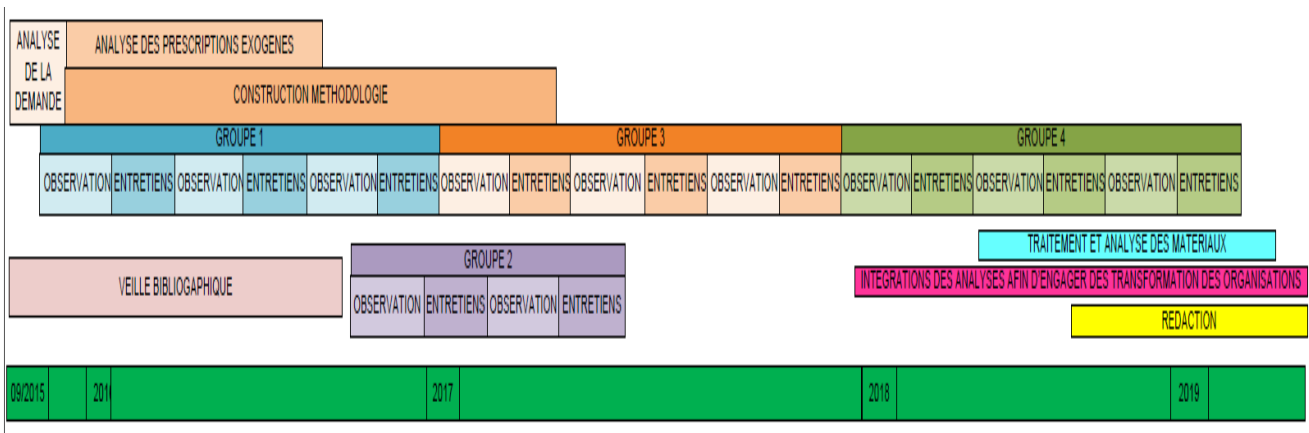 ANALYSE
DE LA
DEMANDE
ANALYSE DES PRESCRIPTIONS EXOGENES
CONSTRUCTION METHODOLOGIE
GROUPE 1
GROUPE 3
GROUPE 4
OBSERVATION ENTRETIENS OBSERVATION ENTRETIENS OBSERVATION ENTRETIENS OBSERVATION ENTRETIENS OBSERVATION ENTRETIENS OBSERVATION ENTRETIENS OBSERVATION ENTRETIENS OBSERVATION ENTRETIENS OBSERVATION ENTRETIENS
VEILLE BIBLIOGAPHIQUE
GROUPE 2
OBSERVATION ENTRETIENS OBSERVATION ENTRETIENS
TRAITEMENT ET ANALYSE DES MATERIAUX
INTEGRATIONS DES ANALYSES AFIN D'ENGAGER DES TRANSFORMATION DES ORGANISATIONS
REDACTION
09/2015 2016 2017 2018 2019